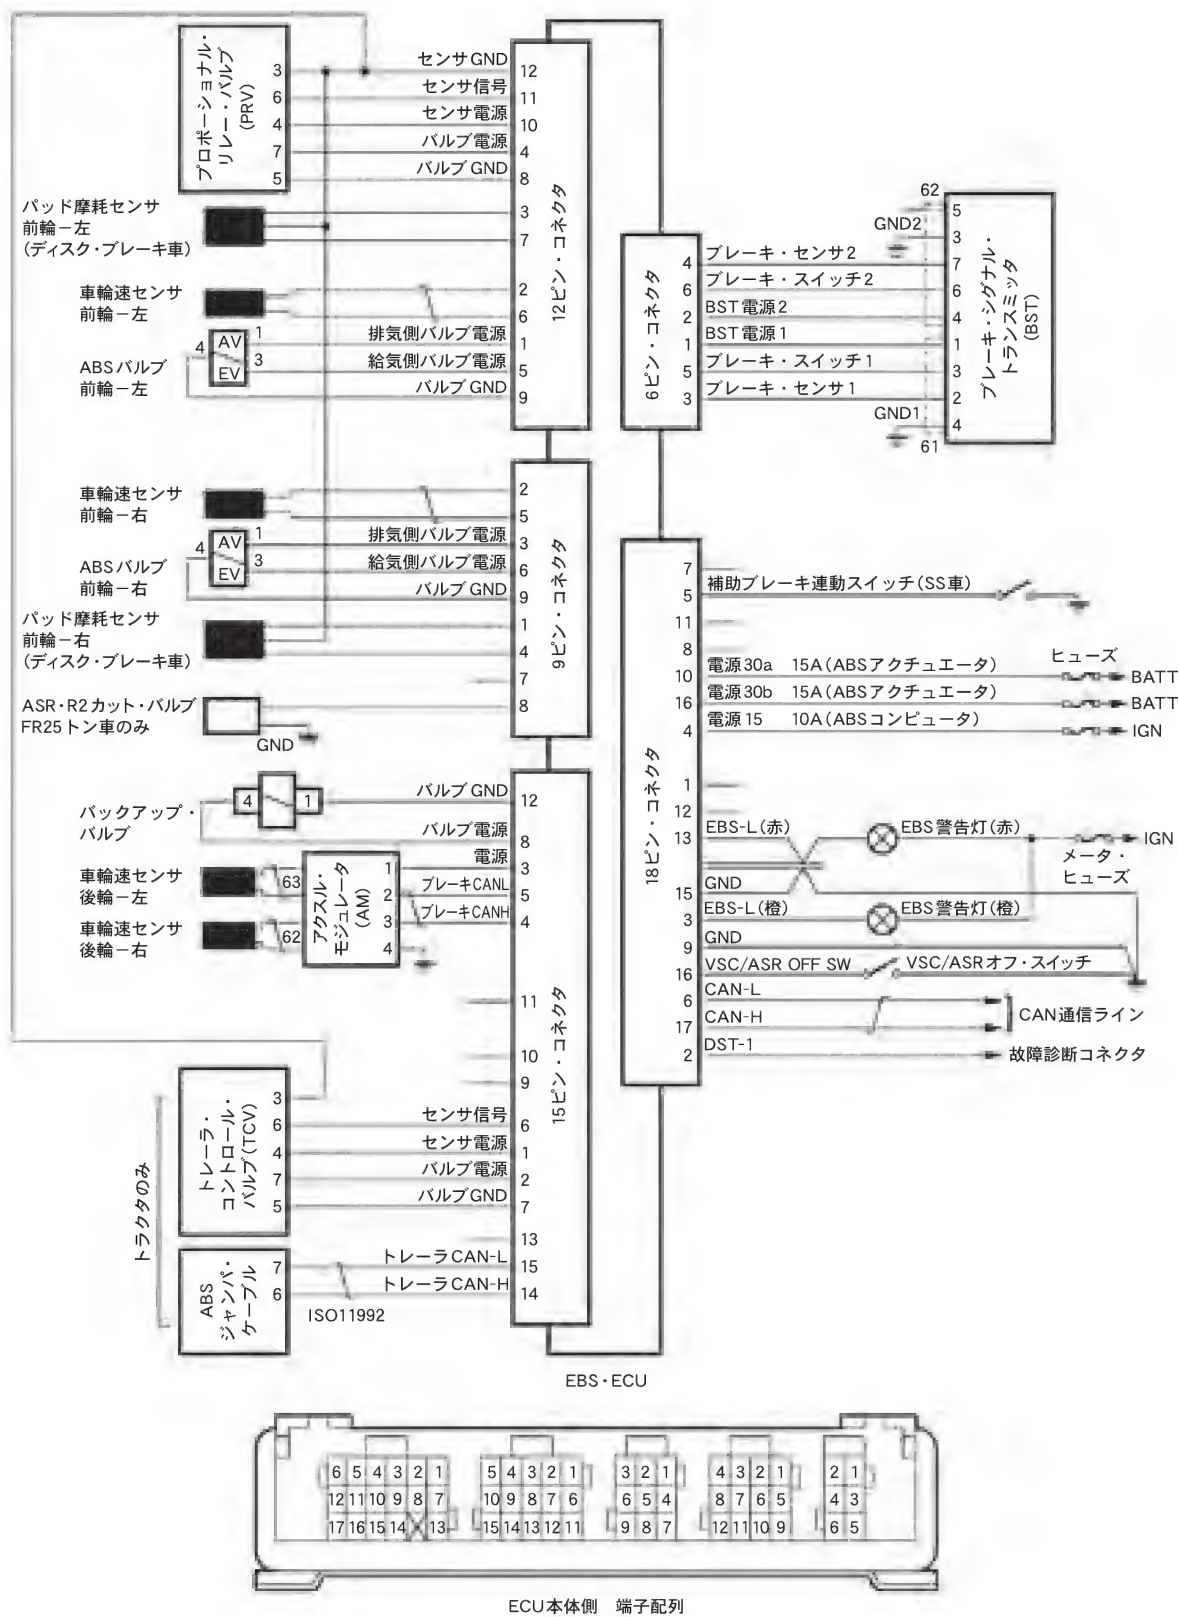 プロポーショナル・
リレー・バルブ
(PRV)
3
6
4
7
5
センサGND
センサ信号
センサ電源
バルブ電源
バルブGND
12
11
10
4
8
パッド摩耗センサ
前輪－左
(ディスク・ブレーキ車)
3
7
車輪速センサ
前輪－左
2
6
ABSバルブ
前輪－左
4
AV
EV
1
3
排気側バルブ電源
給気側バルブ電源
バルブGND
1
5
9
12ピン・コネクタ
車輪速センサ
前輪－右
2
5
ABSバルブ
前輪－右
4
AV
EV
1
3
排気側バルブ電源
給気側バルブ電源
バルブGND
3
6
9
パッド摩耗センサ
前輪－右
(ディスク・ブレーキ車)
1
4
7
ASR・R2カット・バルブ
FR25トン車のみ
GND
8
9ピン・コネクタ
バックアップ・
バルブ
4
1
バルブGND
バルブ電源
12
8
車輪速センサ
後輪－左
63
車輪速センサ
後輪－右
62
アクスル・
モジュレータ
(AM)
1
2
3
4
電源
ブレーキCANL
ブレーキCANH
3
5
4
11
10
9
トラクタのみ
トレーラ・
コントロール・
バルブ(TCV)
3
6
4
7
5
センサ信号
センサ電源
バルブ電源
バルブGND
6
1
2
7
13
ABS
ジャンパ・
ケーブル
7
6
トレーラCAN-L
トレーラCAN-H
ISO11992
15
14
15ピン・コネクタ
6ピン・コネクタ
4
6
2
1
5
3
ブレーキ・センサ2
ブレーキ・スイッチ2
BST電源2
BST電源1
ブレーキ・スイッチ1
ブレーキ・センサ1
62
GND2
GND1
61
5
3
7
6
4
1
3
2
4
ブレーキ・シグナル・
トランスミッタ
(BST)
18ピン・コネクタ
7
5
補助ブレーキ連動スイッチ(SS車)
11
8
ヒューズ
10
電源30a 15A(ABSアクチュエータ)
BATT
16
電源30b 15A(ABSアクチュエータ)
BATT
4
電源15 10A(ABSコンピュータ)
IGN
1
12
13
EBS-L(赤)
EBS警告灯(赤)
IGN
メータ・
ヒューズ
15
GND
3
EBS-L(橙)
EBS警告灯(橙)
9
GND
16
VSC/ASR OFF SW
VSC/ASRオフ・スイッチ
6
CAN-L
17
CAN-H
CAN通信ライン
2
DST-1
故障診断コネクタ
EBS・ECU
6 5 4 3 2 1
12 11 10 9 8 7
17 16 15 14 13
5 4 3 2 1
10 9 8 7 6
15 14 13 12 11
3 2 1
6 5 4
9 8 7
4 3 2 1
8 7 6 5
12 11 10 9
2 1
4 3
6 5
ECU本体側 端子配列